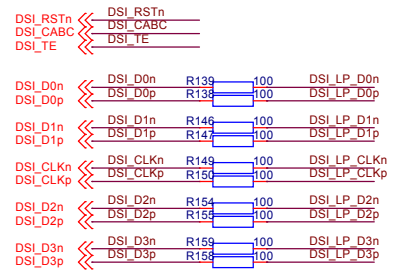 DSI_RSTn DSI_RSTn
DSI_CABC DSI_CABC
DSI_TE DSI_TE
DSI_D0n DSI_D0n R139 100 DSI_LP_D0n
DSI_D0p DSI_D0p R138 100 DSI_LP_D0p
DSI_D1n DSI_D1n R146 100 DSI_LP_D1n
DSI_D1p DSI_D1p R147 100 DSI_LP_D1p
DSI_CLKn DSI_CLKn R149 100 DSI_LP_CLKn
DSI_CLKp DSI_CLKp R150 100 DSI_LP_CLKp
DSI_D2n DSI_D2n R154 100 DSI_LP_D2n
DSI_D2p DSI_D2p R155 100 DSI_LP_D2p
DSI_D3n DSI_D3n R159 100 DSI_LP_D3n
DSI_D3p DSI_D3p R158 100 DSI_LP_D3p